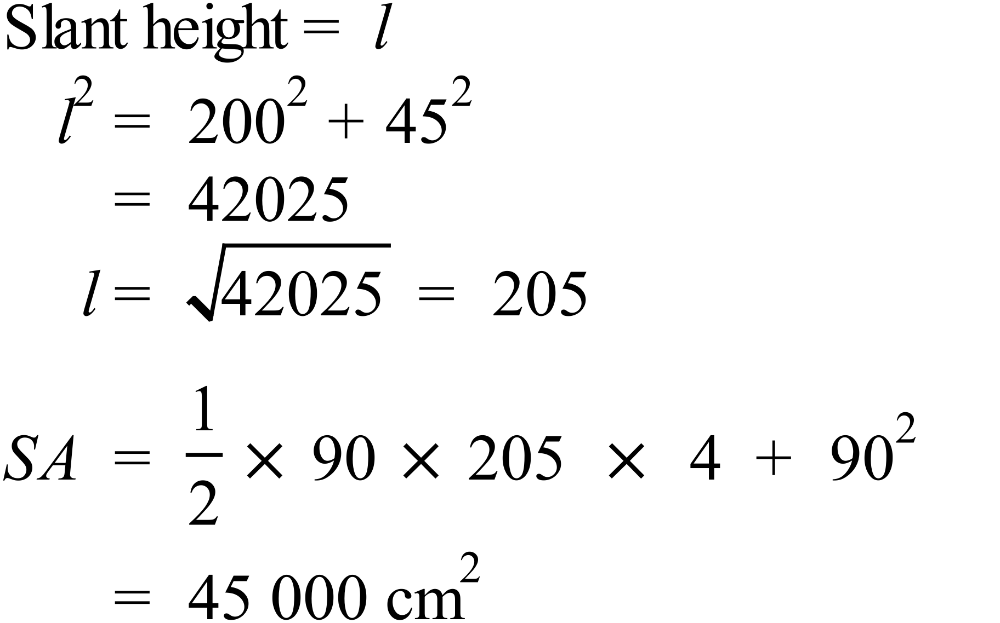 Slant height = l
l² = 200² + 45²
= 42025
l = √42025 = 205
SA = 1/2 × 90 × 205 × 4 + 90²
= 45 000 cm²